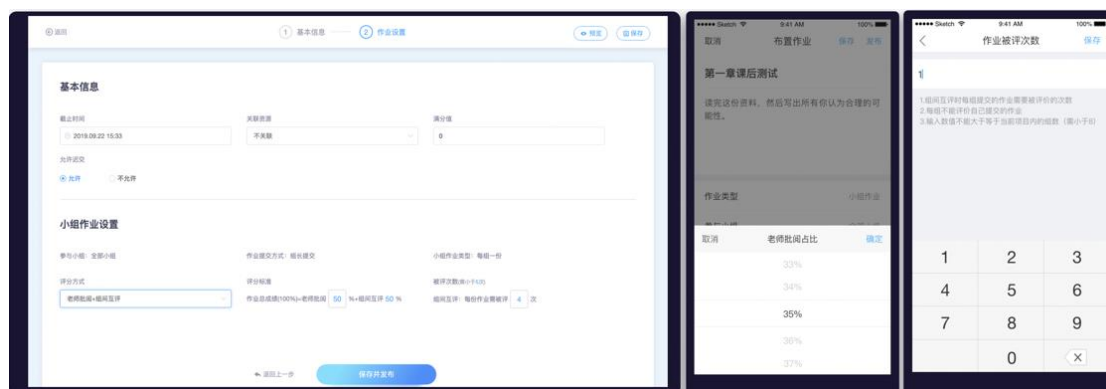 返回
1 基本信息
2 作业设置
预览
保存
基本信息
截止时间
关联资源
满分值
2019.09.22 15:33
不关联
0
允许迟交
允许
不允许
小组作业设置
参与小组：全部小组
作业提交方式：组长提交
小组作业类型：每组一份
评分方式
评分标准
被评次数(需小于5次)
老师批阅+组间互评
作业总成绩(100%)=老师批阅 50 %+组间互评 50 %
组间互评：每份作业需被评 4 次
返回上一步
保存并发布
Sketch 9:41 AM 100%
取消 布置作业 保存 发布
第一章课后测试
读完这份资料，然后写出所有你认为合理的可
能性。
作业类型 小组作业
取消 老师批阅占比 确定
33%
34%
35%
36%
37%
Sketch 9:41 AM 100%
作业被评次数 保存
1
1.组间互评时每组提交的作业需要被评价的次数
2.每组不能评价自己提交的作业
3.输入数值不能大于等于当前项目内的组数（需小于6）
1 2 3
4 5 6
7 8 9
0